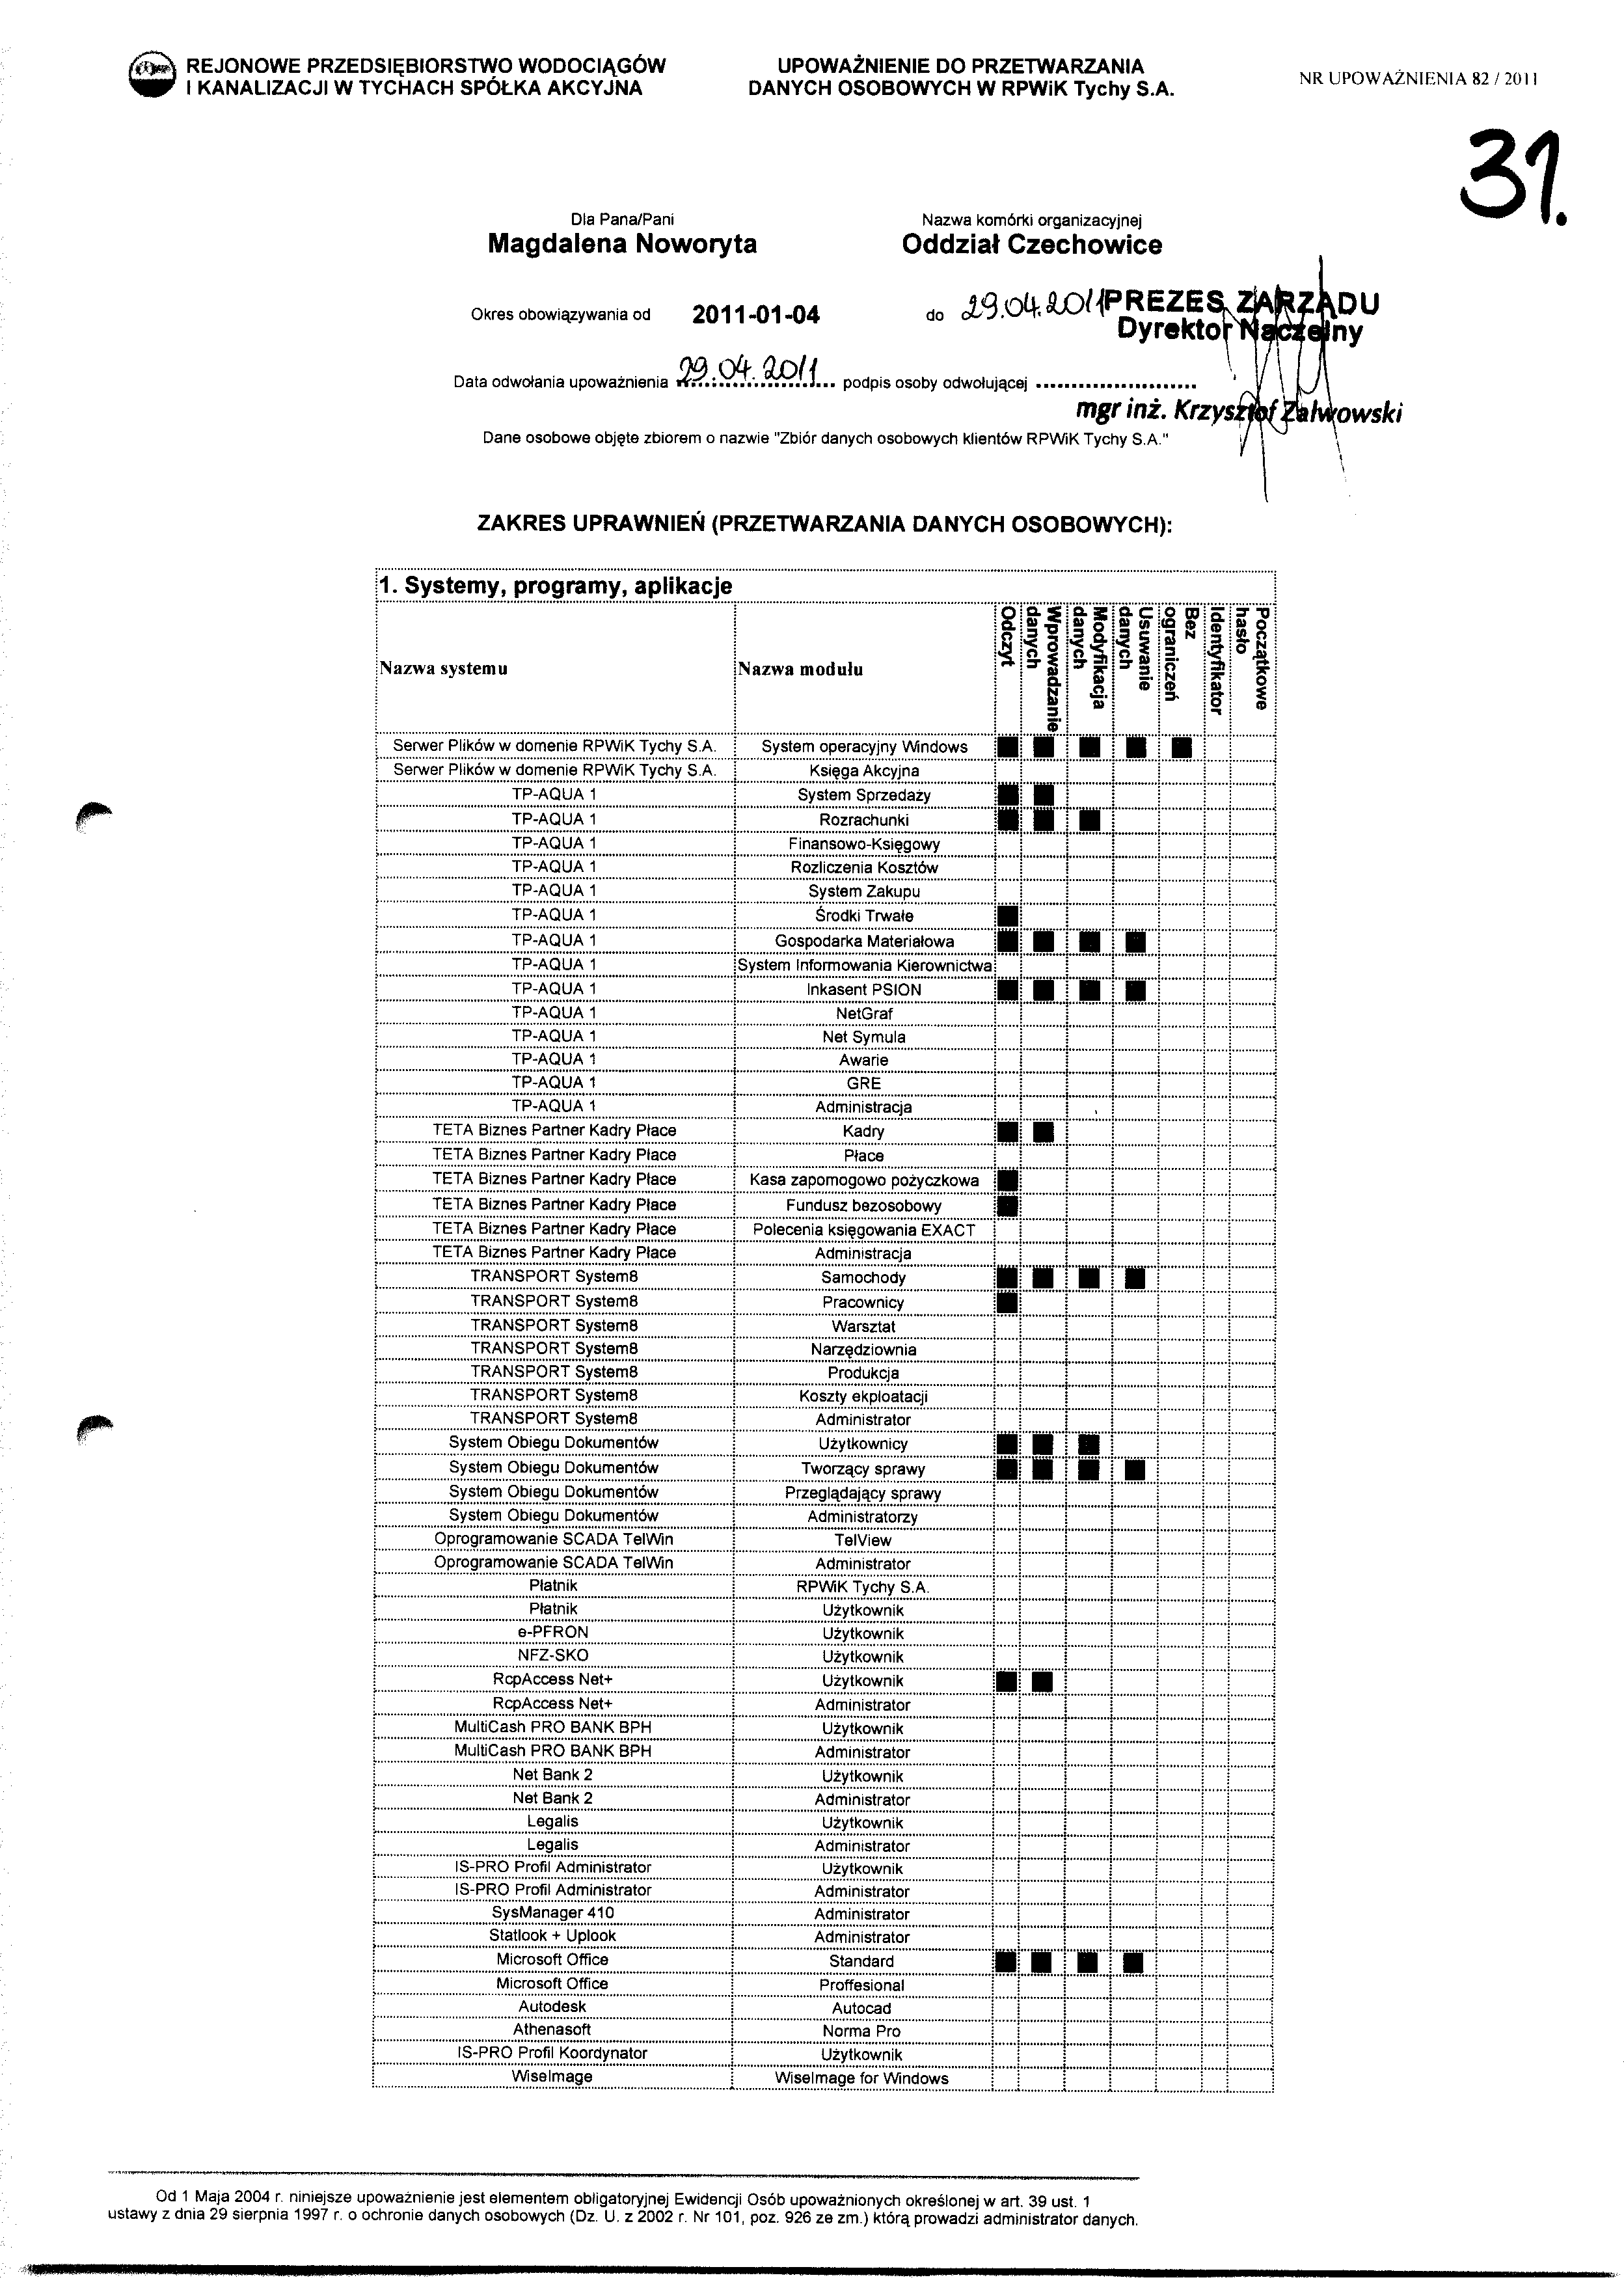 REJONOWE PRZEDSIĘBIORSTWO WODOCIĄGÓW
I KANALIZACJI W TYCHACH SPÓŁKA AKCYJNA
UPOWAŻNIENIE DO PRZETWARZANIA
DANYCH OSOBOWYCH W RPWiK Tychy S.A.
NR UPOWAŻNIENIA 82 / 2011
31.
Dla Pana/Pani
Magdalena Noworyta
Nazwa komórki organizacyjnej
Oddział Czechowice
Okres obowiązywania od 2011-01-04 do 29.04.2011
PREZES ZARZĄDU
Dyrektor Naczelny
Data odwołania upoważnienia 29.04.2011 podpis osoby odwołującej
mgr inż. Krzysztof Zalwowski
Dane osobowe objęte zbiorem o nazwie "Zbiór danych osobowych klientów RPWiK Tychy S.A."
ZAKRES UPRAWNIEŃ (PRZETWARZANIA DANYCH OSOBOWYCH):
1. Systemy, programy, aplikacje
Nazwa systemu Nazwa modułu Odczyt Wprowadzanie danych Modyfikacja danych Usuwanie danych Bez ograniczeń Identyfikator Początkowe hasło
Serwer Plików w domenie RPWiK Tychy S.A. System operacyjny Windows ■ ■ ■ ■ ■
Serwer Plików w domenie RPWiK Tychy S.A. Księga Akcyjna
TP-AQUA 1 System Sprzedaży ■ ■
TP-AQUA 1 Rozrachunki ■ ■ ■
TP-AQUA 1 Finansowo-Księgowy
TP-AQUA 1 Rozliczenia Kosztów
TP-AQUA 1 System Zakupu
TP-AQUA 1 Środki Trwałe ■
TP-AQUA 1 Gospodarka Materiałowa ■ ■ ■ ■
TP-AQUA 1 System Informowania Kierownictwa
TP-AQUA 1 Inkasent PSION ■ ■ ■ ■
TP-AQUA 1 NetGraf
TP-AQUA 1 Net Symula
TP-AQUA 1 Awarie
TP-AQUA 1 GRE
TP-AQUA 1 Administracja
TETA Biznes Partner Kadry Płace Kadry ■ ■
TETA Biznes Partner Kadry Płace Płace
TETA Biznes Partner Kadry Płace Kasa zapomogowo pożyczkowa ■
TETA Biznes Partner Kadry Płace Fundusz bezosobowy ■
TETA Biznes Partner Kadry Płace Polecenia księgowania EXACT
TETA Biznes Partner Kadry Płace Administracja
TRANSPORT System8 Samochody ■ ■ ■ ■
TRANSPORT System8 Pracownicy ■
TRANSPORT System8 Warsztat
TRANSPORT System8 Narzędziownia
TRANSPORT System8 Produkcja
TRANSPORT System8 Koszty ekploatacji
TRANSPORT System8 Administrator
System Obiegu Dokumentów Użytkownicy ■ ■ ■
System Obiegu Dokumentów Tworzący sprawy ■ ■ ■ ■
System Obiegu Dokumentów Przeglądający sprawy
System Obiegu Dokumentów Administratorzy
Oprogramowanie SCADA TelWin TelView
Oprogramowanie SCADA TelWin Administrator
Płatnik RPWiK Tychy S.A.
Płatnik Użytkownik
e-PFRON Użytkownik
NFZ-SKO Użytkownik
RcpAccess Net+ Użytkownik ■ ■
RcpAccess Net+ Administrator
MultiCash PRO BANK BPH Użytkownik
MultiCash PRO BANK BPH Administrator
Net Bank 2 Użytkownik
Net Bank 2 Administrator
Legalis Użytkownik
Legalis Administrator
IS-PRO Profil Administrator Użytkownik
IS-PRO Profil Administrator Administrator
SysManager 410 Administrator
Statlook + Uplook Administrator
Microsoft Office Standard ■ ■ ■ ■
Microsoft Office Proffesional
Autodesk Autocad
Athenasoft Norma Pro
IS-PRO Profil Koordynator Użytkownik
WiseImage WiseImage for Windows
Od 1 Maja 2004 r. niniejsze upoważnienie jest elementem obligatoryjnej Ewidencji Osób upoważnionych określonej w art. 39 ust. 1
ustawy z dnia 29 sierpnia 1997 r. o ochronie danych osobowych (Dz. U. z 2002 r. Nr 101, poz. 926 ze zm.) którą prowadzi administrator danych.